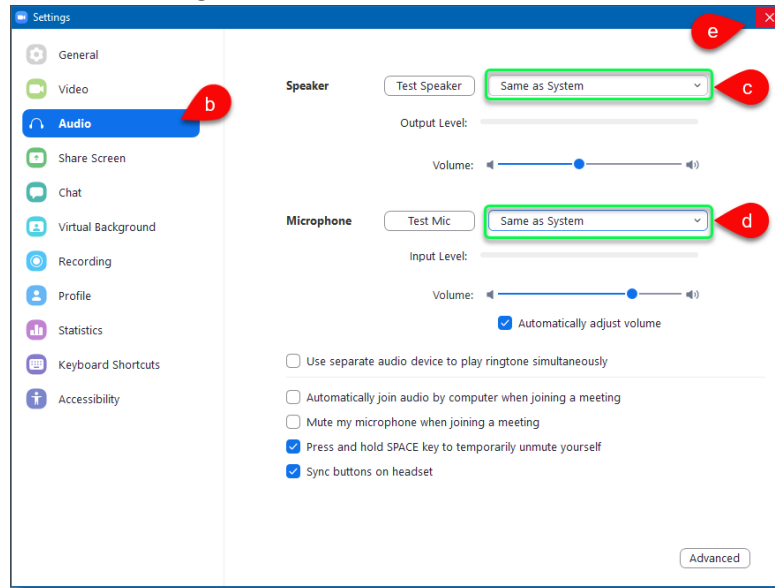 Settings
e
General
Video
b
Audio
Share Screen
Chat
Virtual Background
Recording
Profile
Statistics
Keyboard Shortcuts
Accessibility
Speaker Test Speaker Same as System c
Output Level:
Volume:
Microphone Test Mic Same as System d
Input Level:
Volume:
Automatically adjust volume
Use separate audio device to play ringtone simultaneously
Automatically join audio by computer when joining a meeting
Mute my microphone when joining a meeting
Press and hold SPACE key to temporarily unmute yourself
Sync buttons on headset
Advanced